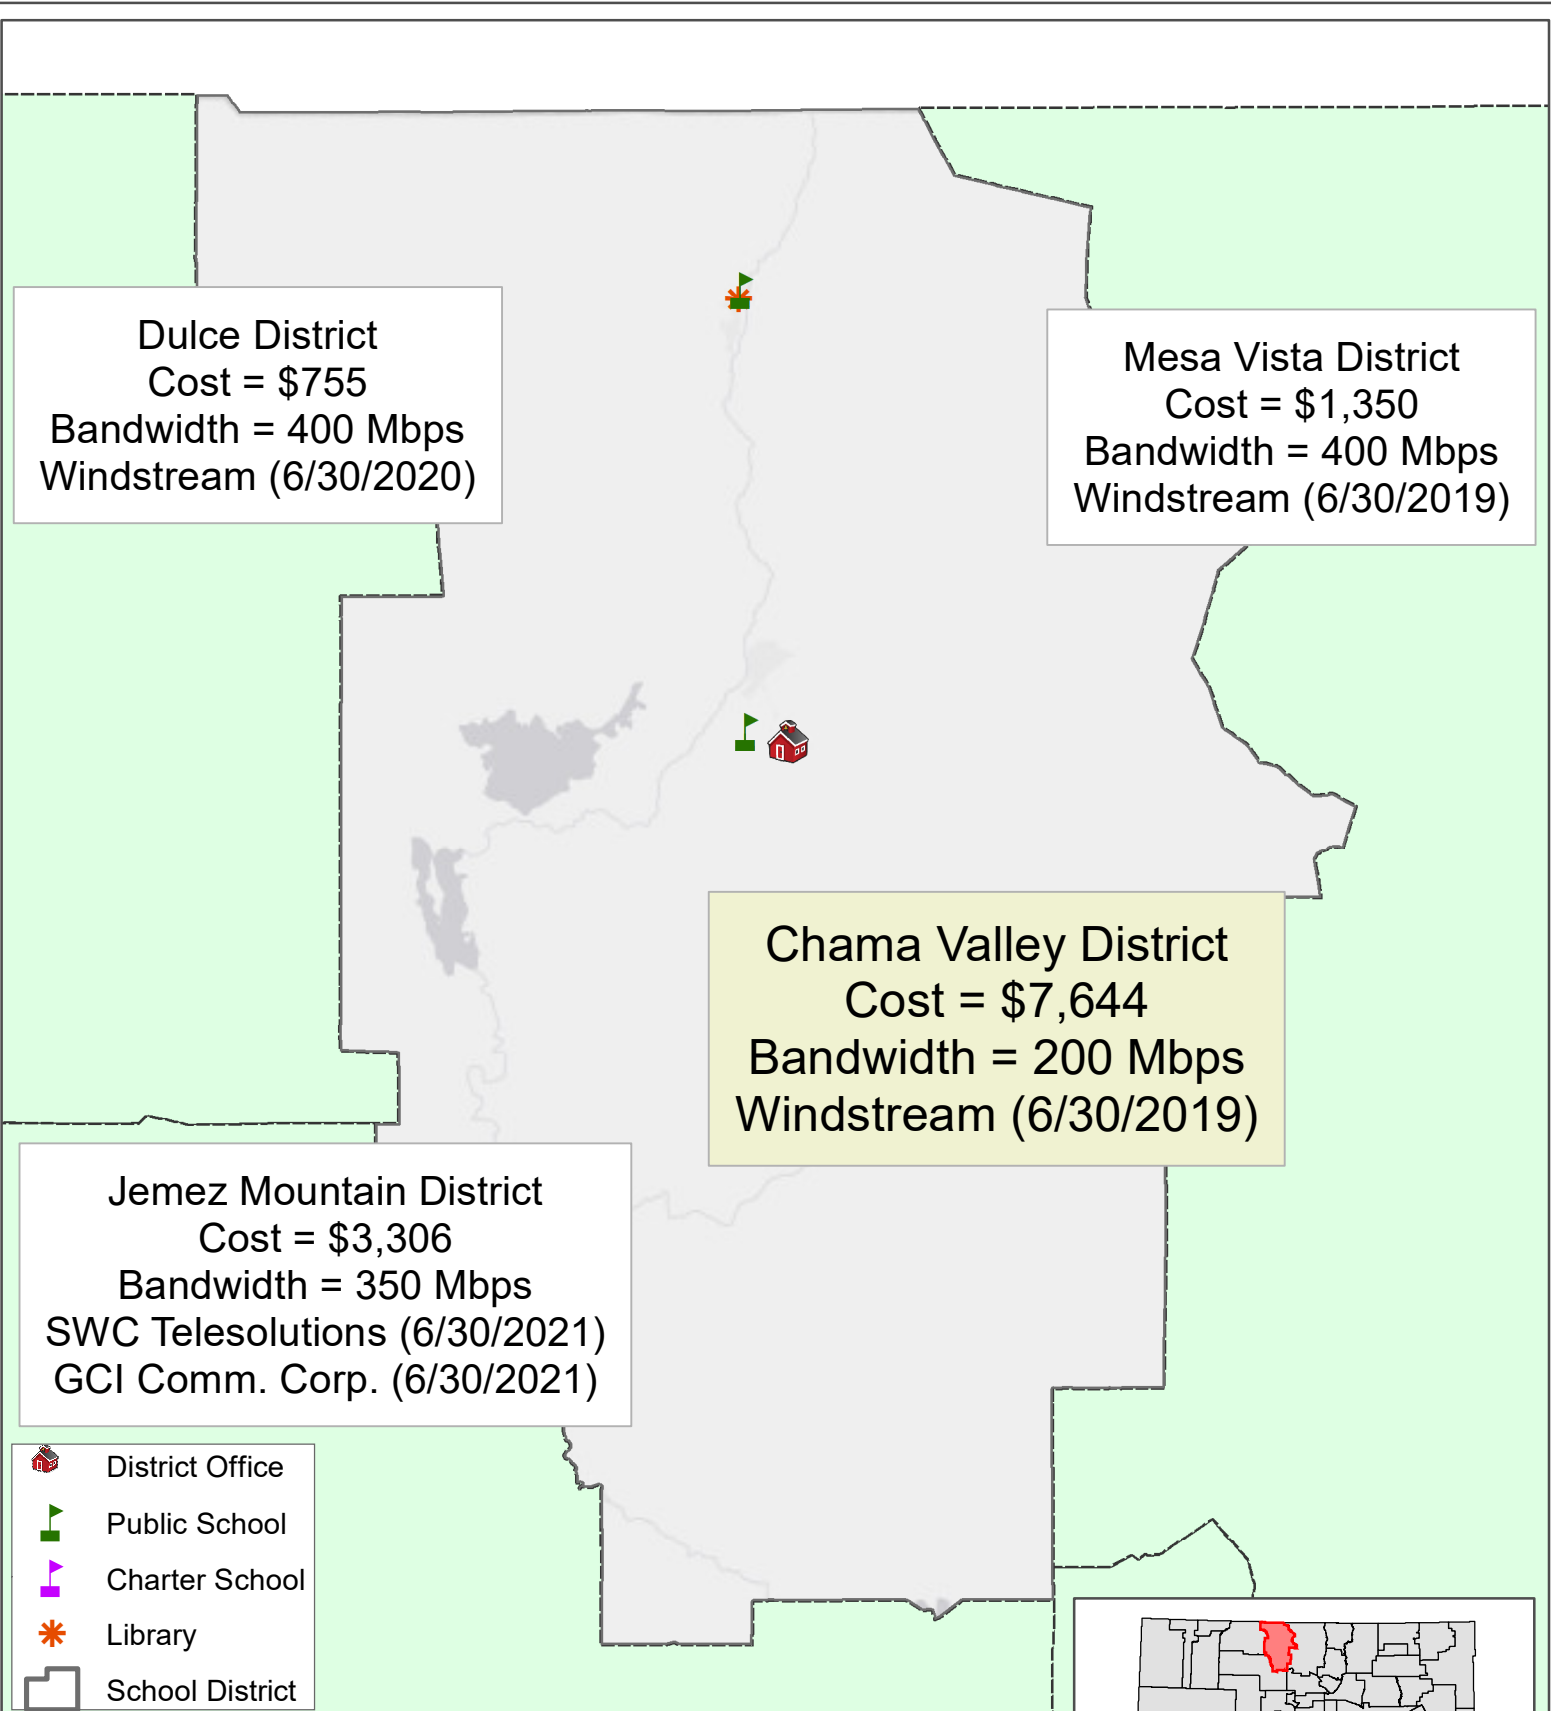 Dulce District
Cost = $755
Bandwidth = 400 Mbps
Windstream (6/30/2020)
Mesa Vista District
Cost = $1,350
Bandwidth = 400 Mbps
Windstream (6/30/2019)
Chama Valley District
Cost = $7,644
Bandwidth = 200 Mbps
Windstream (6/30/2019)
Jemez Mountain District
Cost = $3,306
Bandwidth = 350 Mbps
SWC Telesolutions (6/30/2021)
GCI Comm. Corp. (6/30/2021)
District Office
Public School
Charter School
Library
School District